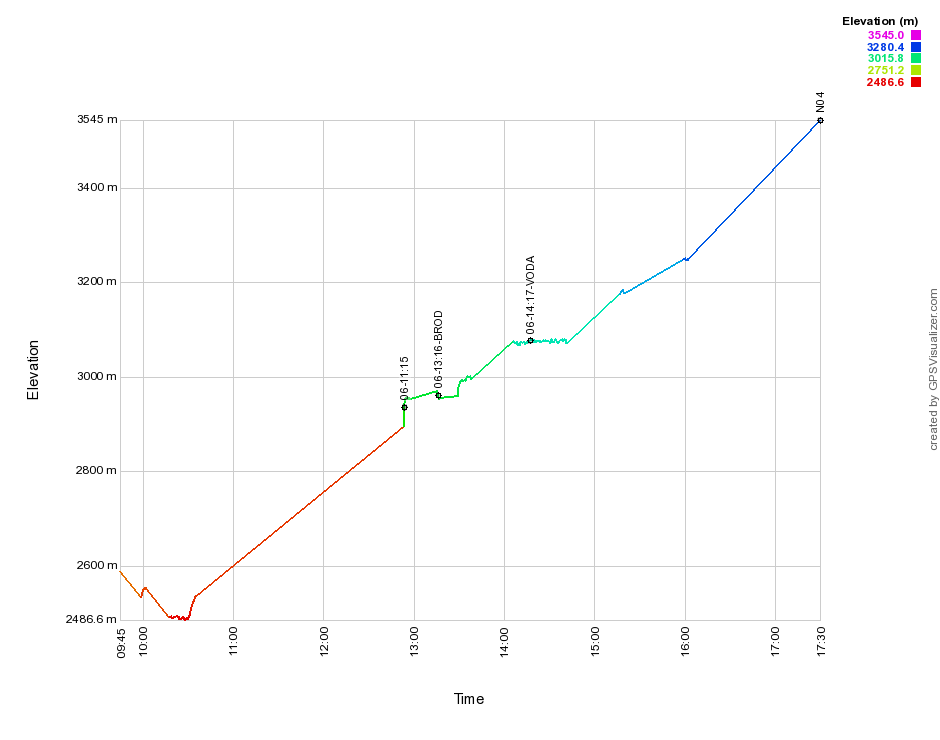 Elevation (m)
3545.0
3280.4
3015.8
2751.2
2486.6
N04
3545 m
3400 m
3200 m
3000 m
2800 m
2600 m
2486.6 m
06-11:15
06-13:16-BROD
06-14:17-VODA
Elevation
09:45
10:00
11:00
12:00
13:00
14:00
15:00
16:00
17:00
17:30
Time
created by GPSVisualizer.com